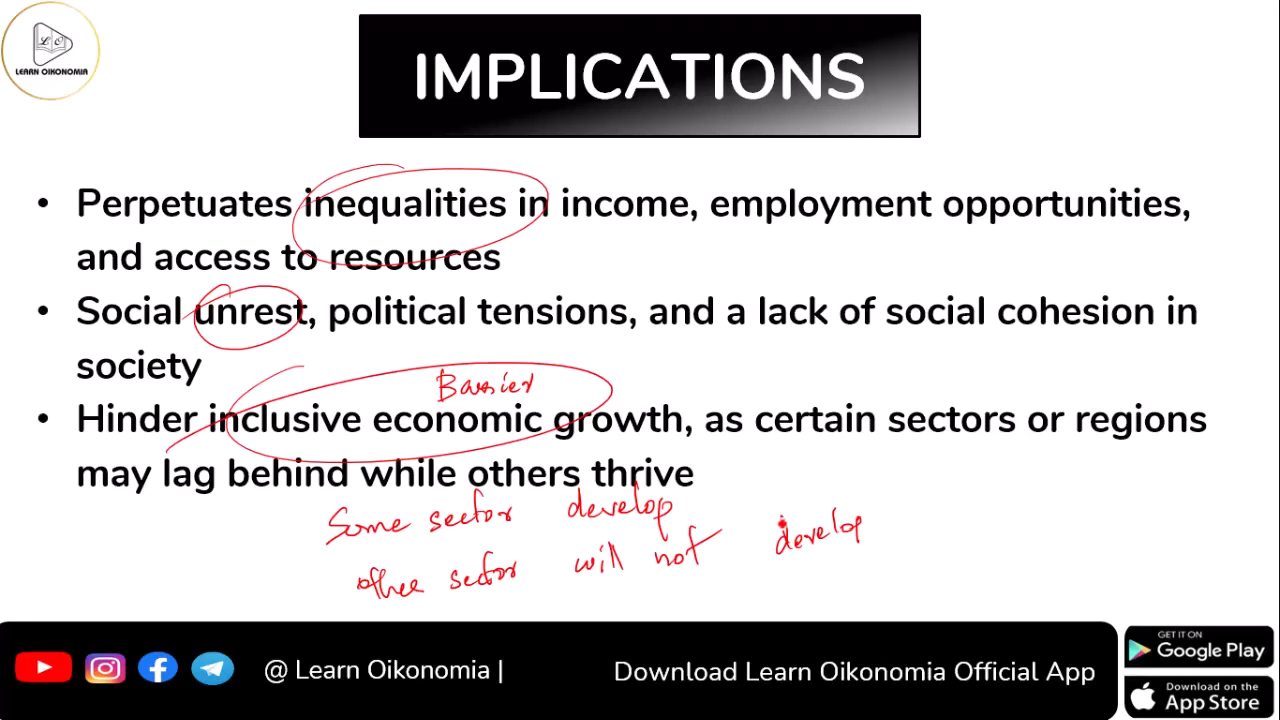 LO
LEARN OIKONOMIA
IMPLICATIONS
• Perpetuates inequalities in income, employment opportunities,
and access to resources
• Social unrest, political tensions, and a lack of social cohesion in
society
Barrier
• Hinder inclusive economic growth, as certain sectors or regions
may lag behind while others thrive
Some sector develop
other sector will not develop
@ Learn Oikonomia |
Download Learn Oikonomia Official App
GET IT ON
Google Play
Download on the
App Store